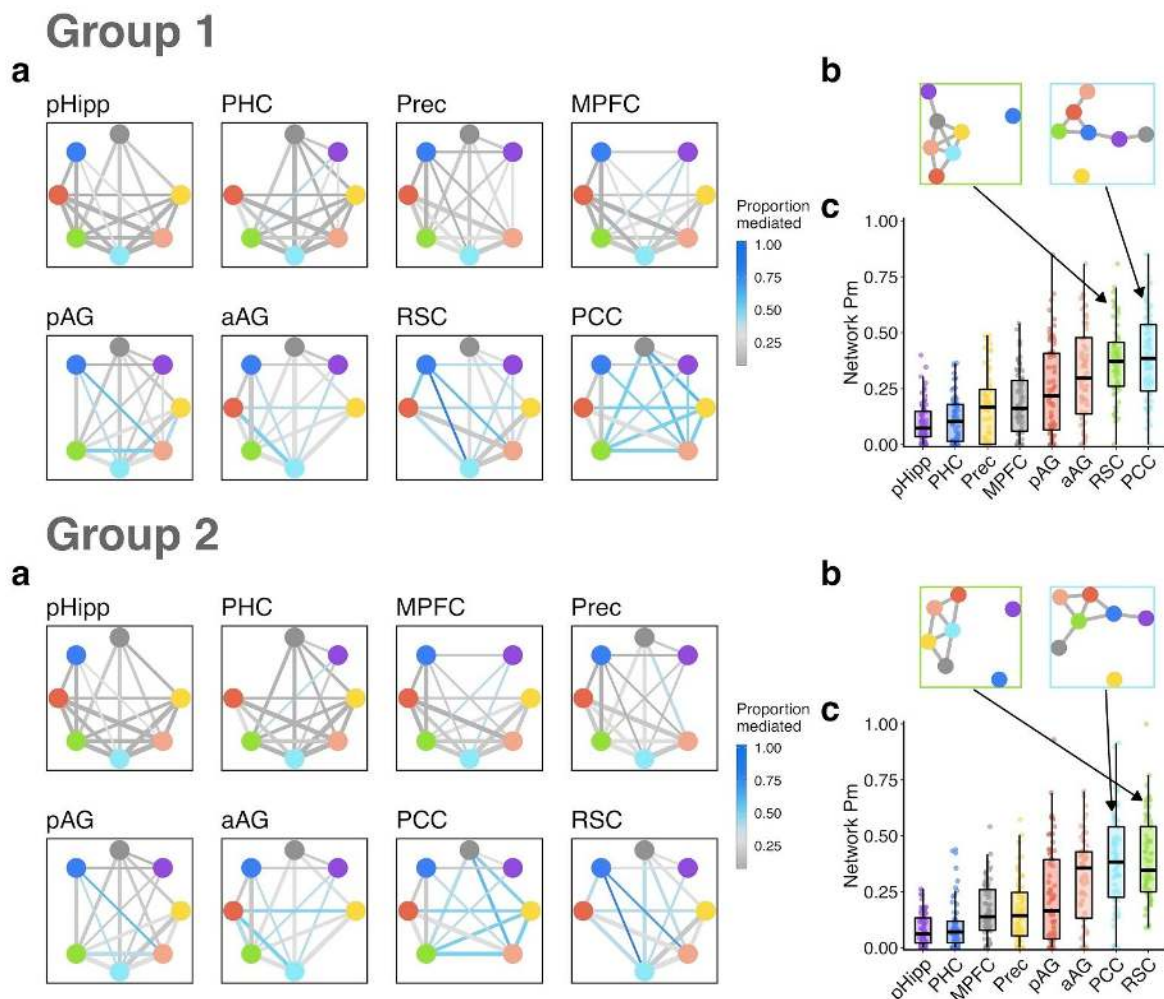 Group 1
a
pHipp PHC Prec MPFC
pAG aAG RSC PCC
Proportion
mediated
1.00
0.75
0.50
0.25
b
c
Network Pm
1.00
0.75
0.50
0.25
0.00
pHipp PHC Prec MPFC pAG aAG RSC PCC
Group 2
a
pHipp PHC MPFC Prec
pAG aAG PCC RSC
Proportion
mediated
1.00
0.75
0.50
0.25
b
c
Network Pm
1.00
0.75
0.50
0.25
0.00
pHipp PHC MPFC Prec pAG aAG PCC RSC